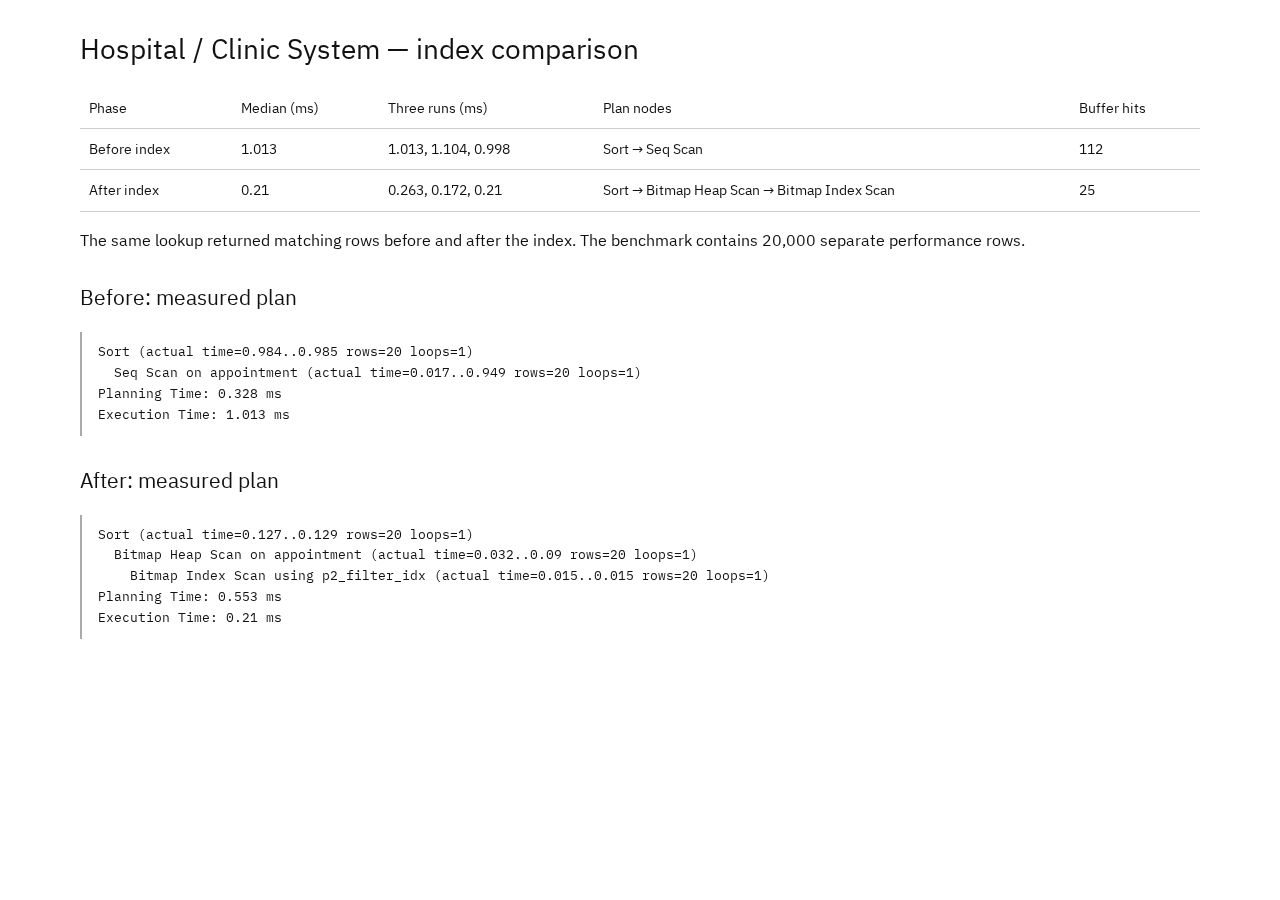 Hospital / Clinic System — index comparison
Phase Median (ms) Three runs (ms) Plan nodes Buffer hits
Before index 1.013 1.013, 1.104, 0.998 Sort → Seq Scan 112
After index 0.21 0.263, 0.172, 0.21 Sort → Bitmap Heap Scan → Bitmap Index Scan 25
The same lookup returned matching rows before and after the index. The benchmark contains 20,000 separate performance rows.
Before: measured plan
Sort (actual time=0.984..0.985 rows=20 loops=1)
Seq Scan on appointment (actual time=0.017..0.949 rows=20 loops=1)
Planning Time: 0.328 ms
Execution Time: 1.013 ms
After: measured plan
Sort (actual time=0.127..0.129 rows=20 loops=1)
Bitmap Heap Scan on appointment (actual time=0.032..0.09 rows=20 loops=1)
Bitmap Index Scan using p2_filter_idx (actual time=0.015..0.015 rows=20 loops=1)
Planning Time: 0.553 ms
Execution Time: 0.21 ms